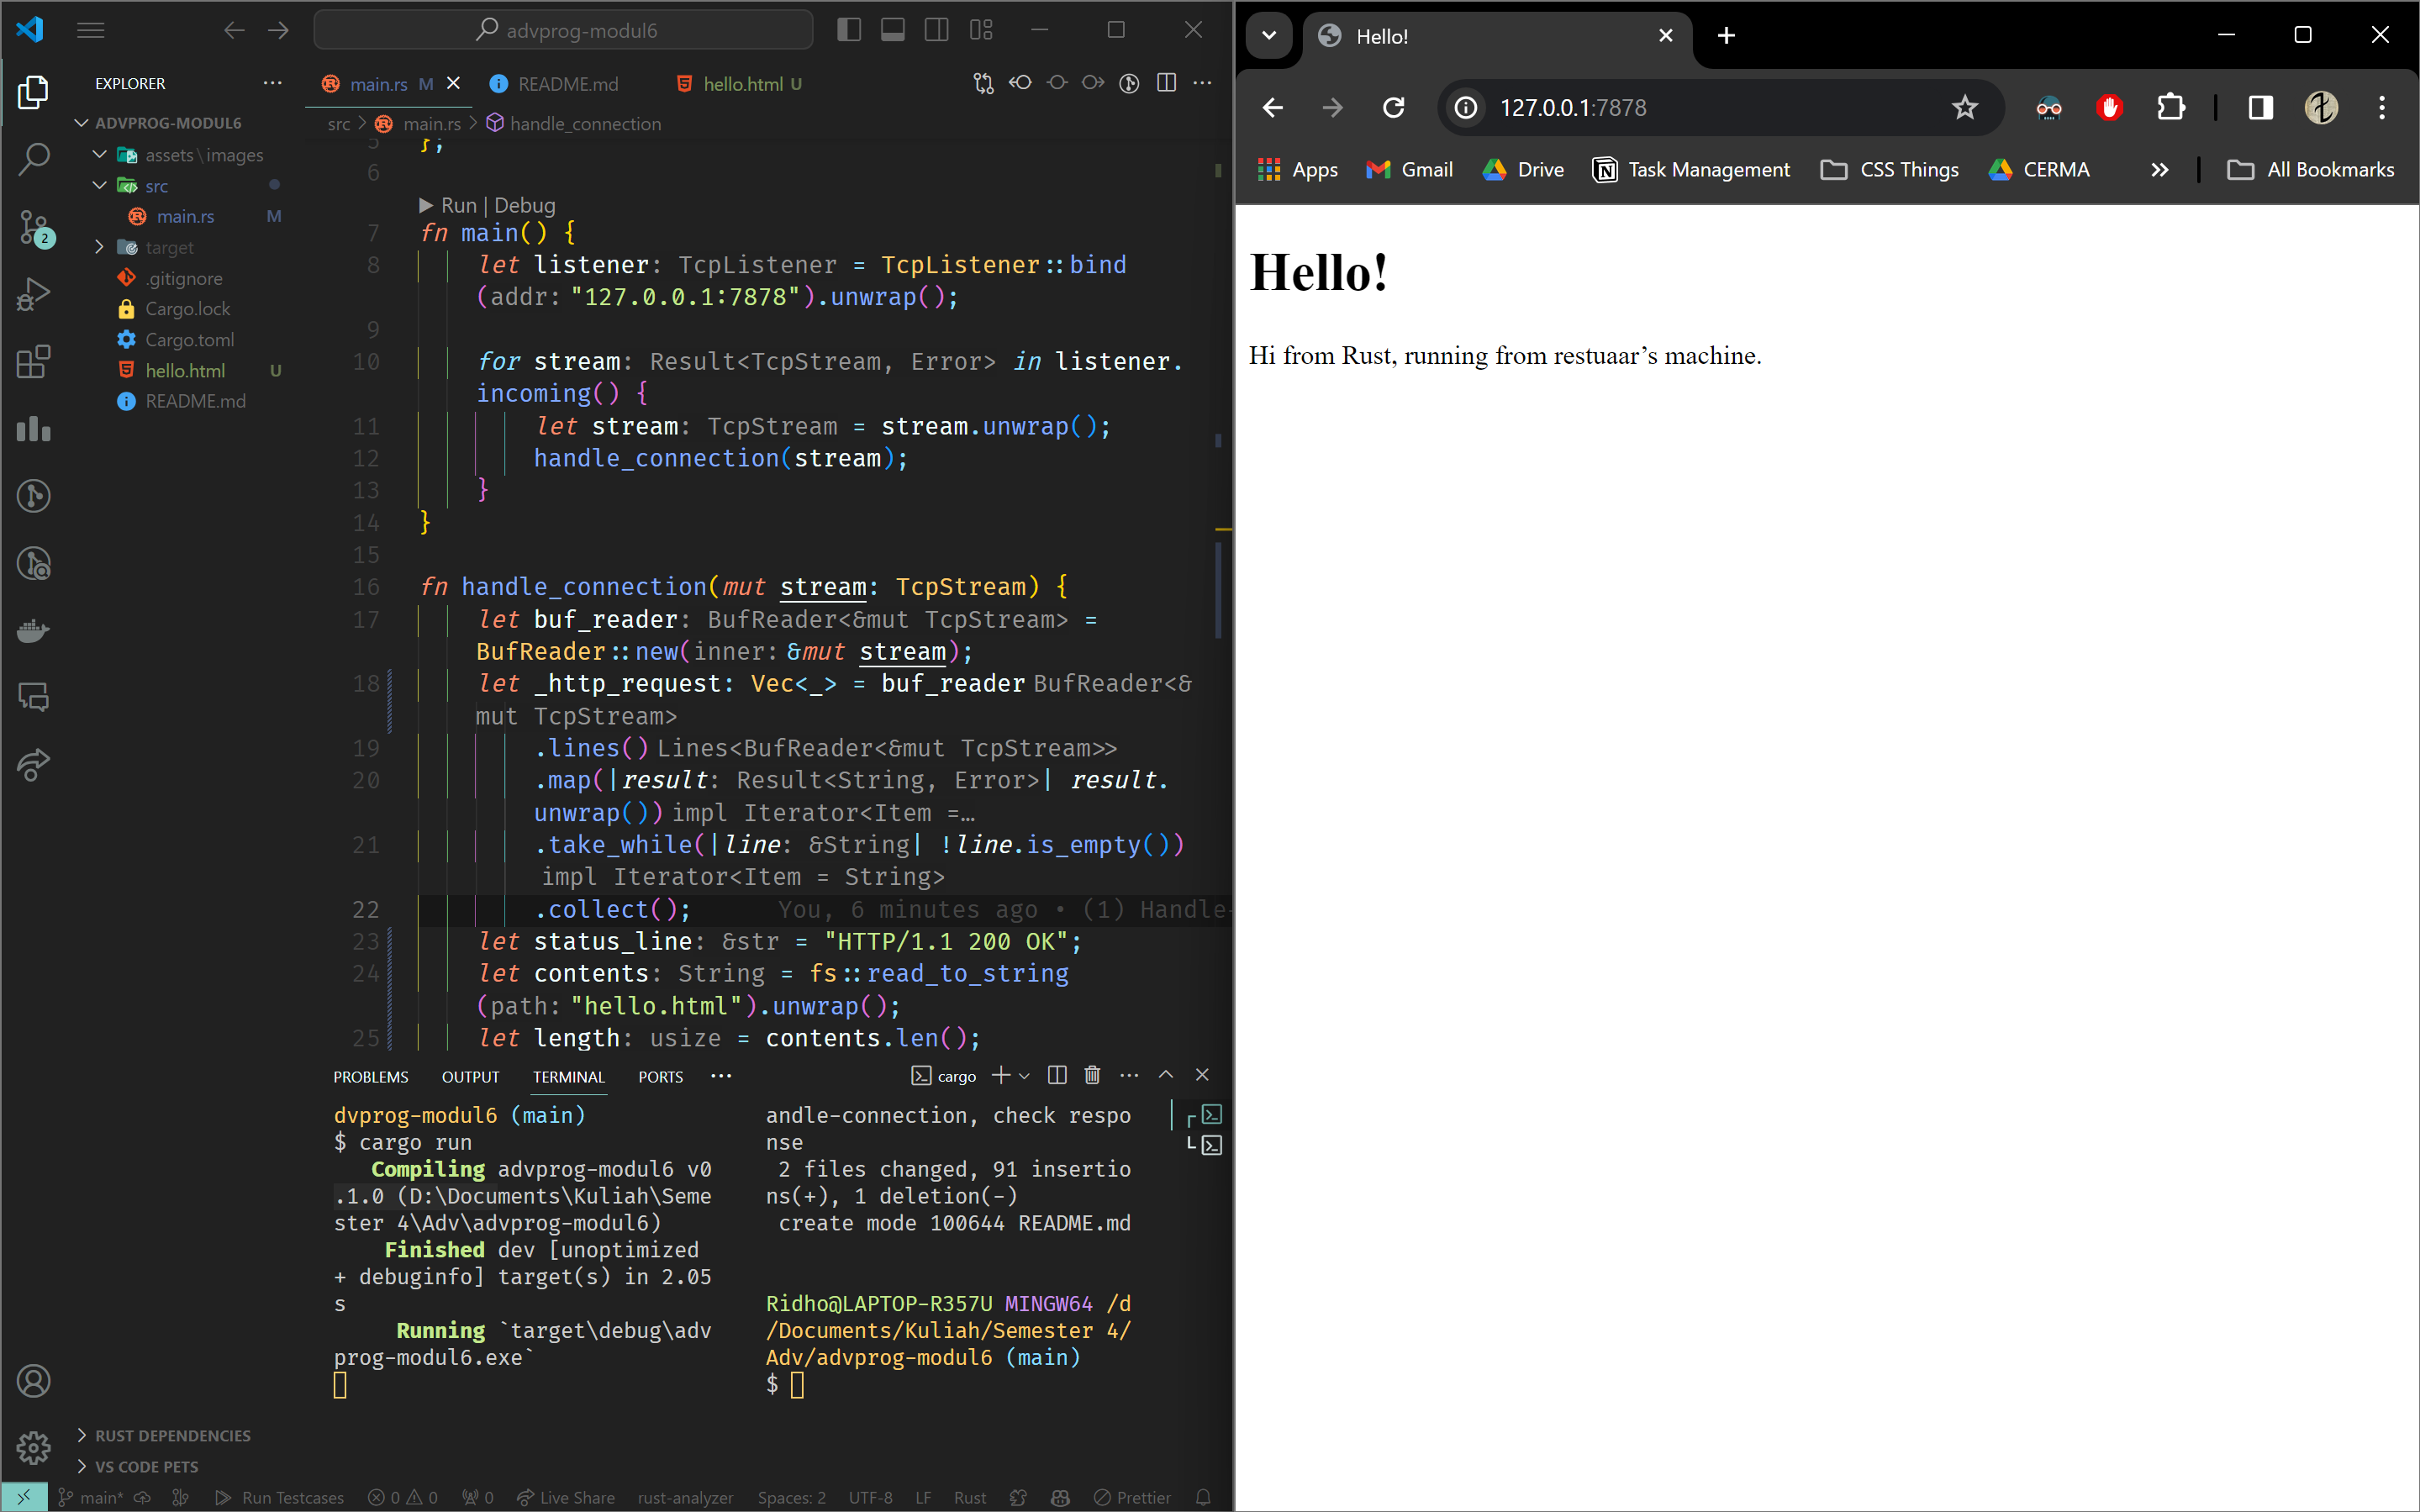 advprog-modul6
EXPLORER
ADVPROG-MODUL6
assets\images
src
main.rs M
target
.gitignore
Cargo.lock
Cargo.toml
hello.html U
README.md
RUST DEPENDENCIES
VS CODE PETS
main.rs M
README.md
hello.html U
src > main.rs > handle_connection
5 };
6
Run | Debug
7 fn main() {
8 let listener: TcpListener = TcpListener::bind
(addr: "127.0.0.1:7878").unwrap();
9
10 for stream: Result<TcpStream, Error> in listener.
incoming() {
11 let stream: TcpStream = stream.unwrap();
12 handle_connection(stream);
13 }
14 }
15
16 fn handle_connection(mut stream: TcpStream) {
17 let buf_reader: BufReader<&mut TcpStream> =
BufReader::new(inner: &mut stream);
18 let _http_request: Vec<_> = buf_reader BufReader<&
mut TcpStream>
19 .lines() Lines<BufReader<&mut TcpStream>>
20 .map(|result: Result<String, Error>| result.
unwrap()) impl Iterator<Item =…
21 .take_while(|line: &String| !line.is_empty())
impl Iterator<Item = String>
22 .collect(); You, 6 minutes ago • (1) Handle-
23 let status_line: &str = "HTTP/1.1 200 OK";
24 let contents: String = fs::read_to_string
(path: "hello.html").unwrap();
25 let length: usize = contents.len();
PROBLEMS OUTPUT TERMINAL PORTS
cargo
dvprog-modul6 (main)
$ cargo run
Compiling advprog-modul6 v0
.1.0 (D:\Documents\Kuliah\Seme
ster 4\Adv\advprog-modul6)
Finished dev [unoptimized
+ debuginfo] target(s) in 2.05
s
Running `target\debug\adv
prog-modul6.exe`
andle-connection, check respo
nse
2 files changed, 91 insertio
ns(+), 1 deletion(-)
create mode 100644 README.md
Ridho@LAPTOP-R357U MINGW64 /d
/Documents/Kuliah/Semester 4/
Adv/advprog-modul6 (main)
$
2
main* Run Testcases 0 0 0 Live Share rust-analyzer Spaces: 2 UTF-8 LF Rust Prettier
Hello!
127.0.0.1:7878
Apps Gmail Drive Task Management CSS Things CERMA » All Bookmarks
Hello!
Hi from Rust, running from restuaar’s machine.